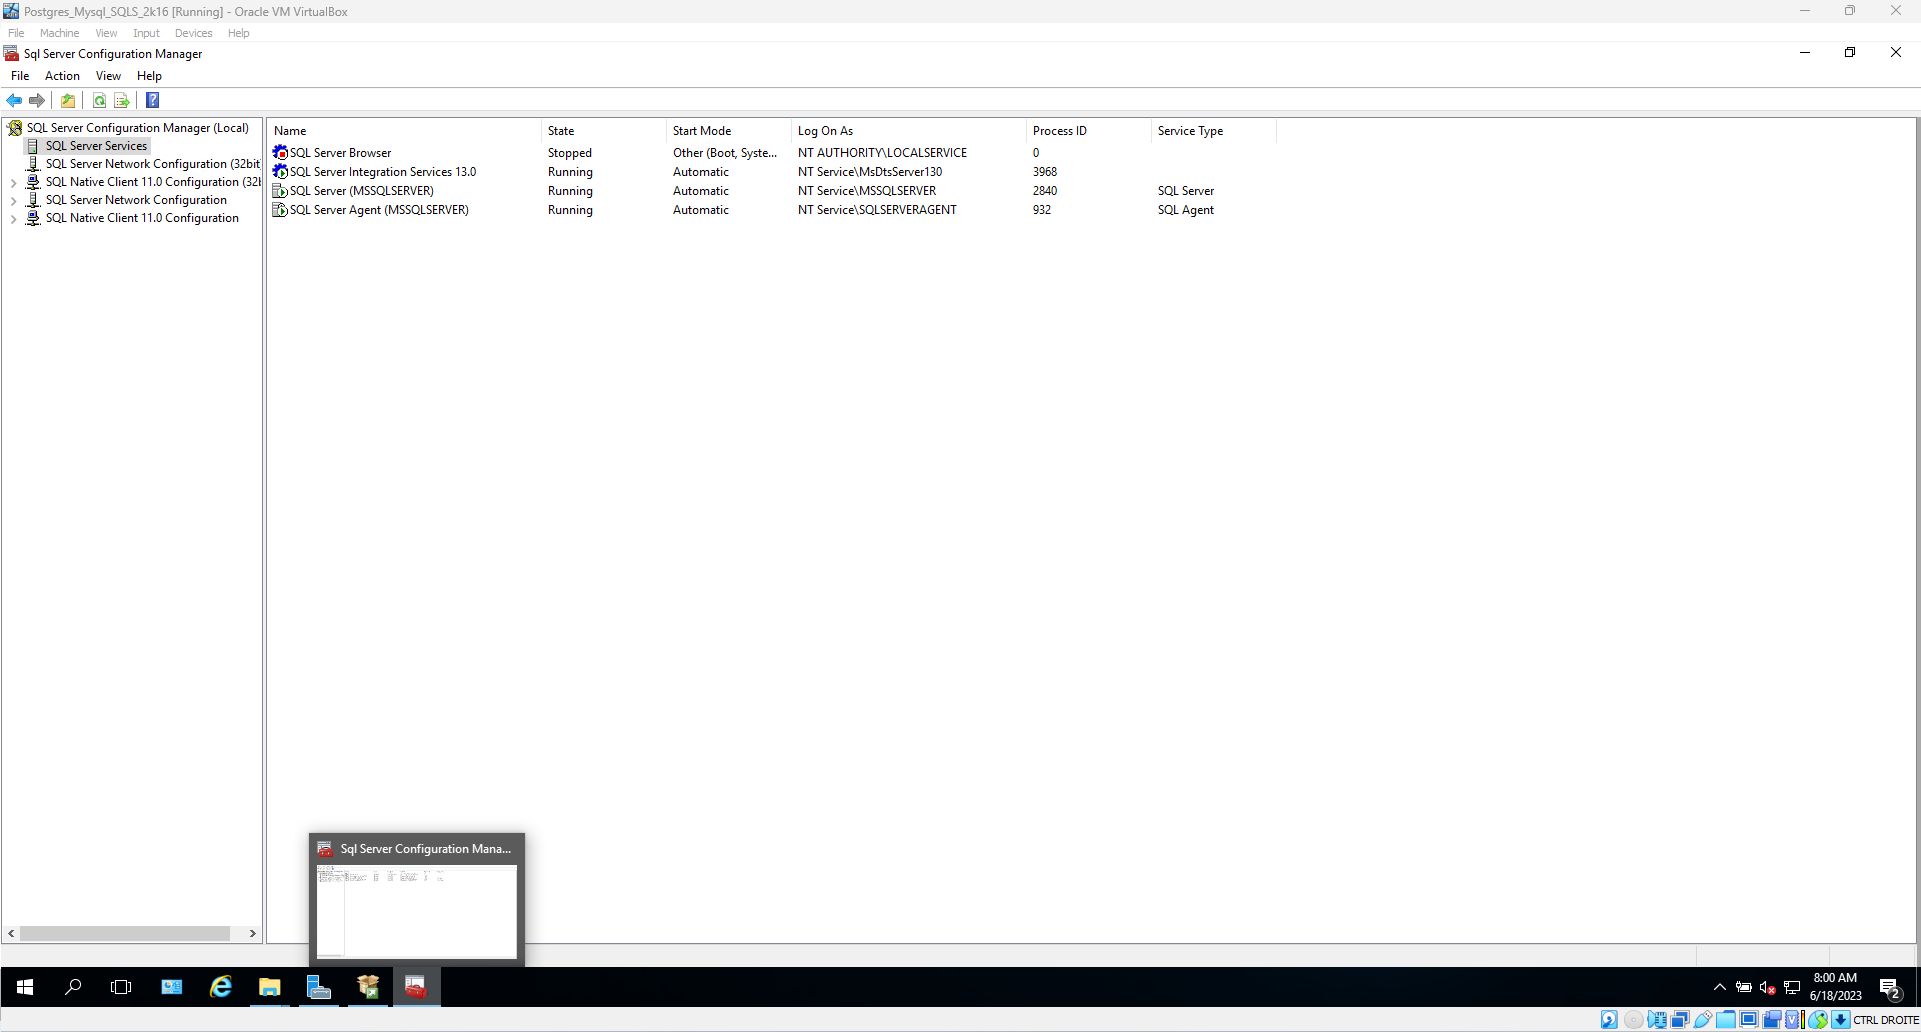 Postgres_Mysql_SQLS_2k16 [Running] - Oracle VM VirtualBox
File Machine View Input Devices Help
Sql Server Configuration Manager
File Action View Help
SQL Server Configuration Manager (Local)
SQL Server Services
SQL Server Network Configuration (32bit
SQL Native Client 11.0 Configuration (32b
SQL Server Network Configuration
SQL Native Client 11.0 Configuration
Name State Start Mode Log On As Process ID Service Type
SQL Server Browser Stopped Other (Boot, Syste... NT AUTHORITY\LOCALSERVICE 0
SQL Server Integration Services 13.0 Running Automatic NT Service\MsDtsServer130 3968
SQL Server (MSSQLSERVER) Running Automatic NT Service\MSSQLSERVER 2840 SQL Server
SQL Server Agent (MSSQLSERVER) Running Automatic NT Service\SQLSERVERAGENT 932 SQL Agent
Sql Server Configuration Mana...
8:00 AM
6/18/2023
2
CTRL DROITE